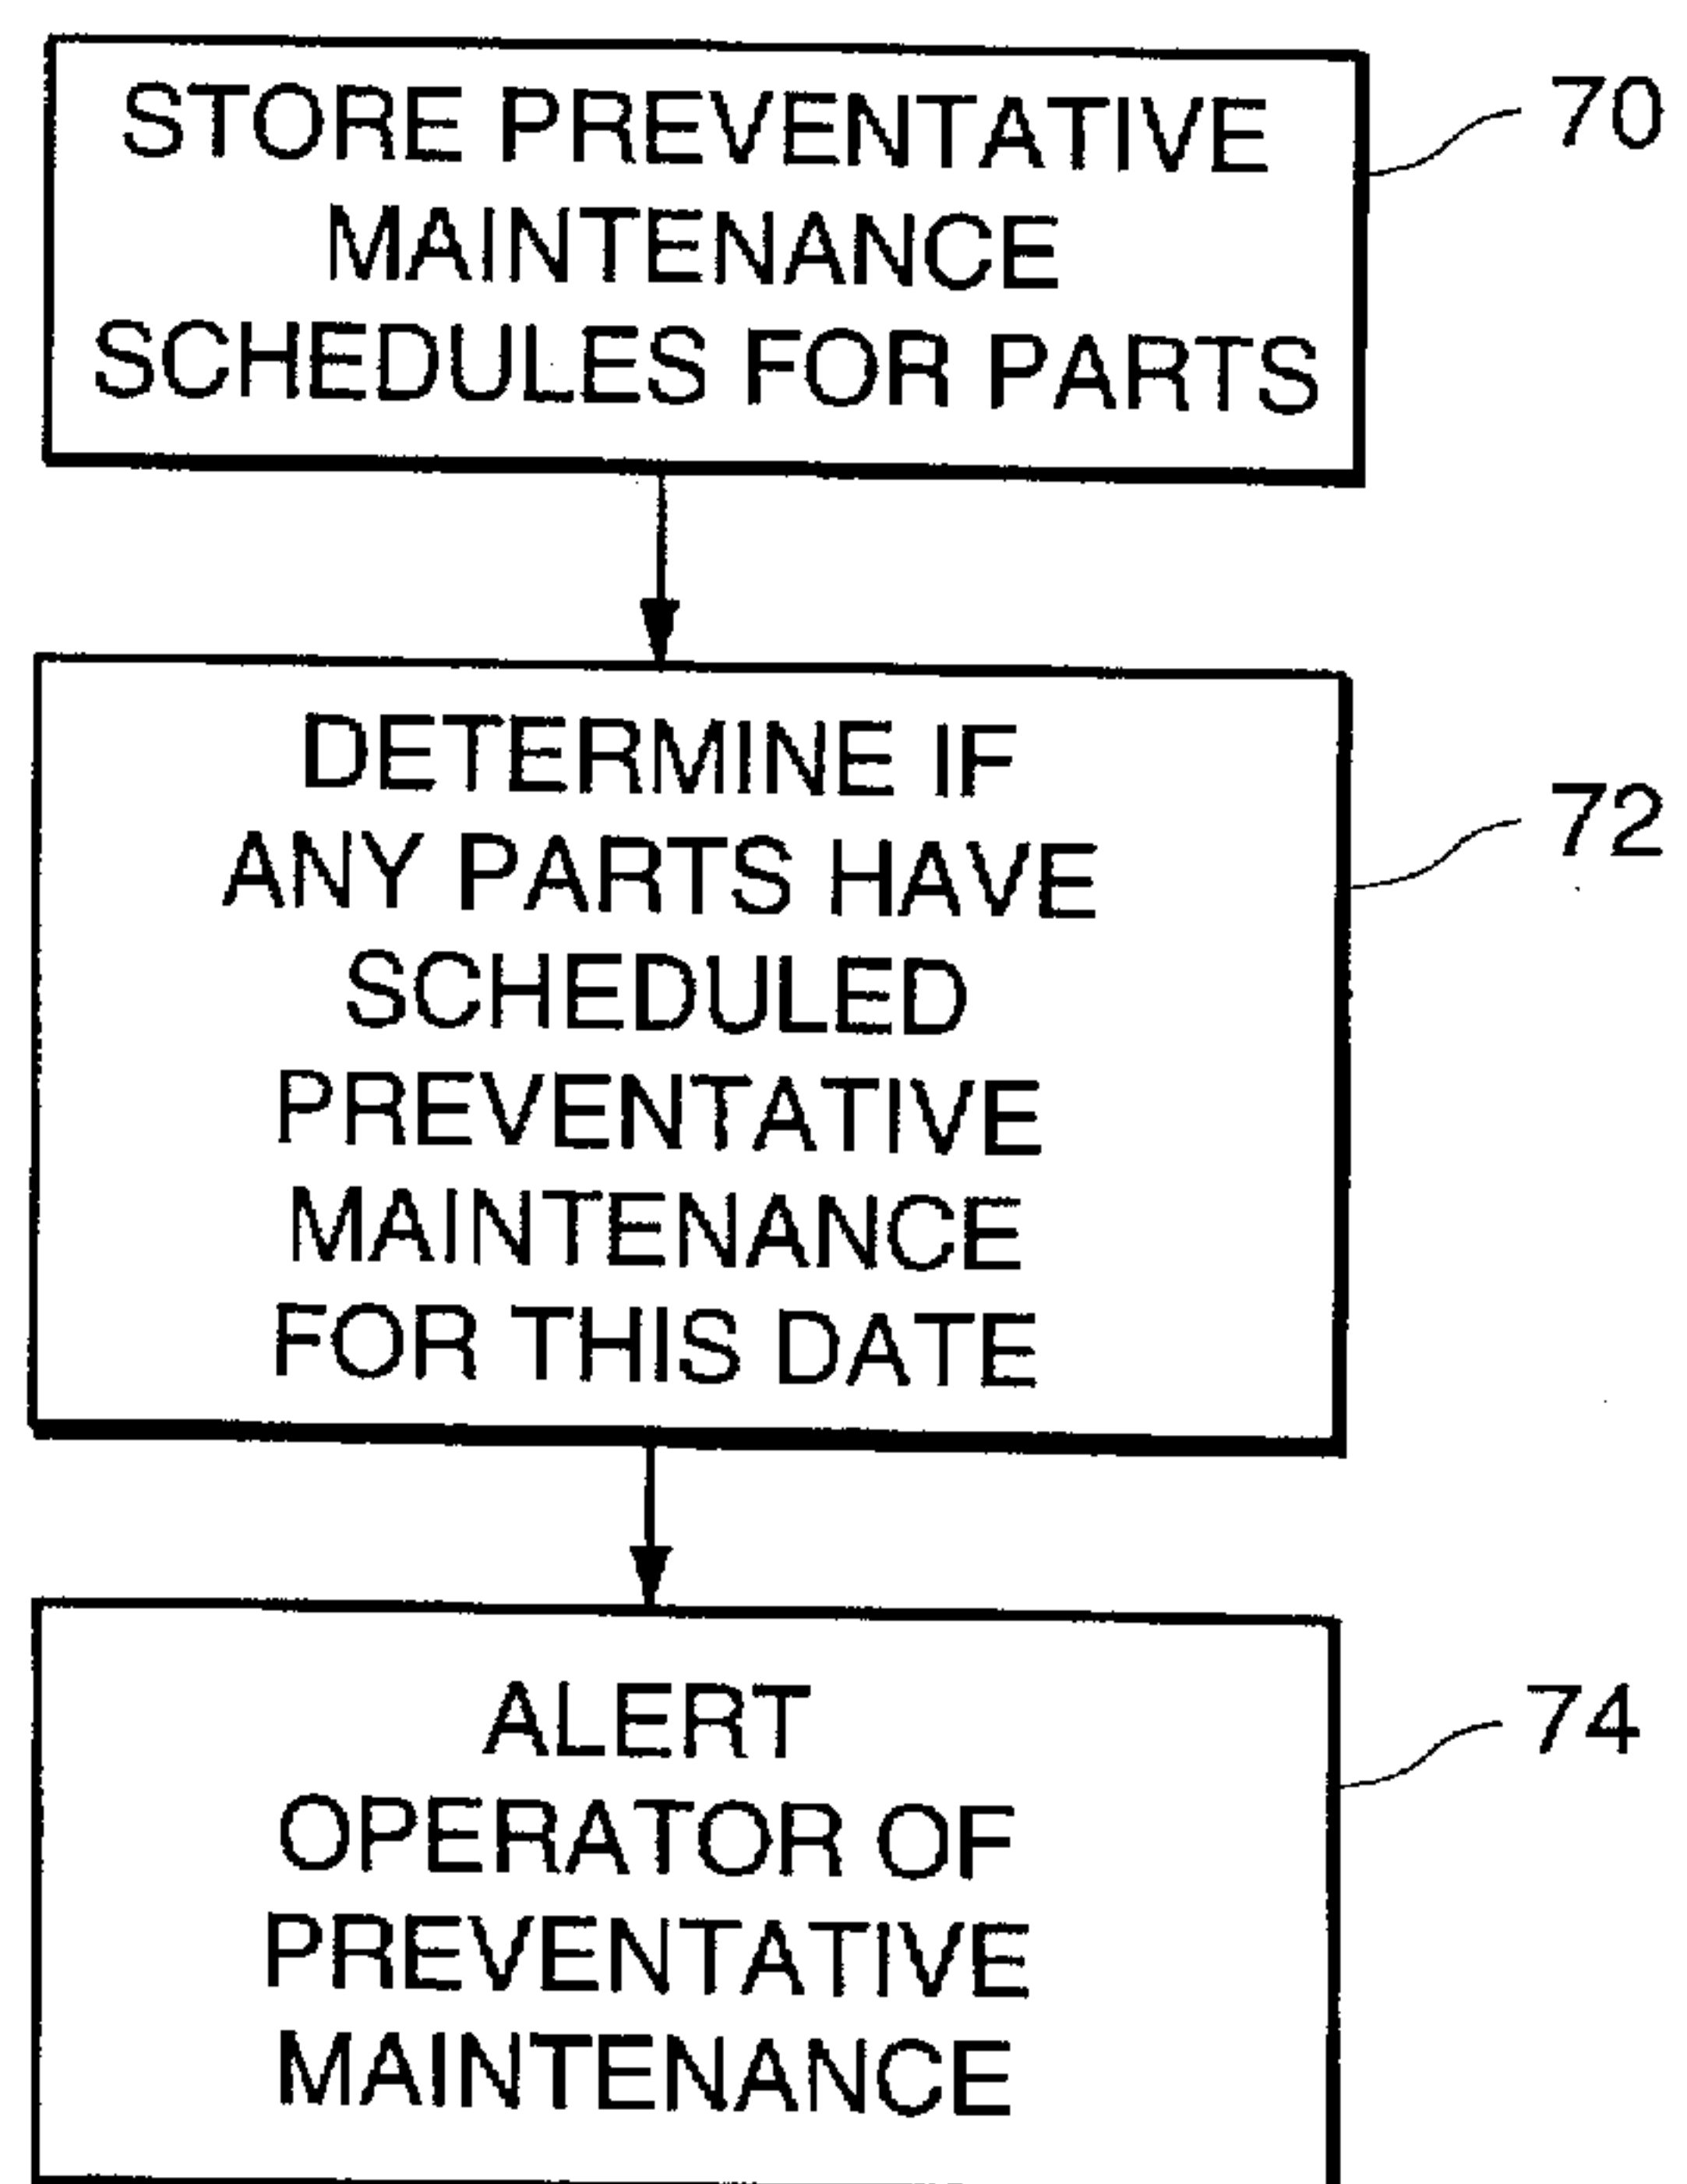 STORE PREVENTATIVE
MAINTENANCE
SCHEDULES FOR PARTS
70
DETERMINE IF
ANY PARTS HAVE
SCHEDULED
PREVENTATIVE
MAINTENANCE
FOR THIS DATE
72
ALERT
OPERATOR OF
PREVENTATIVE
MAINTENANCE
74